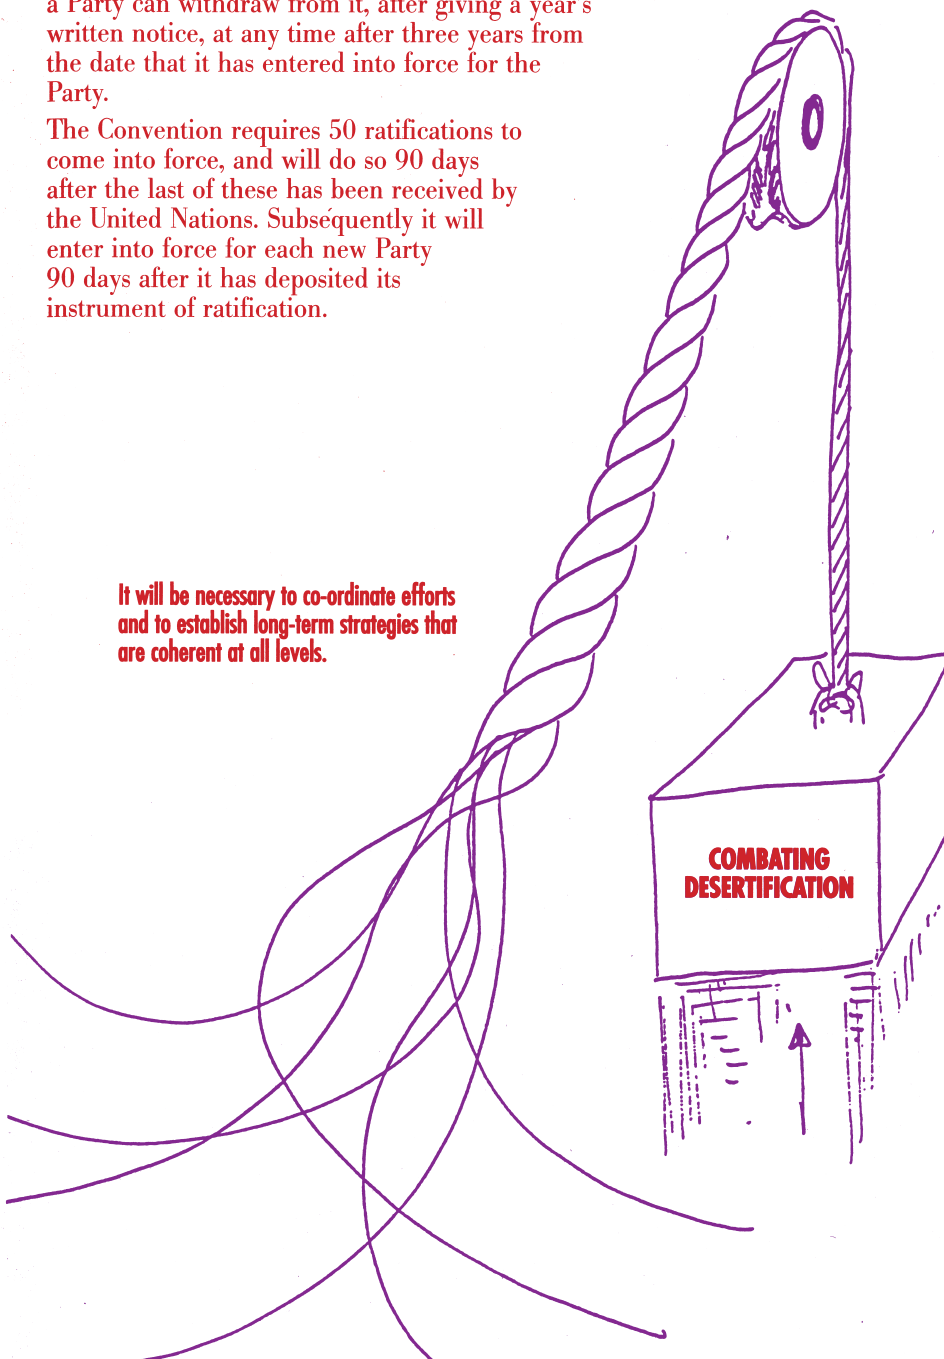 a Party can withdraw from it, after giving a year's
written notice, at any time after three years from
the date that it has entered into force for the
Party.
The Convention requires 50 ratifications to
come into force, and will do so 90 days
after the last of these has been received by
the United Nations. Subséquently it will
enter into force for each new Party
90 days after it has deposited its
instrument of ratification.
It will be necessary to co-ordinate efforts
and to establish long-term strategies that
are coherent at all levels.
COMBATING
DESERTIFICATION